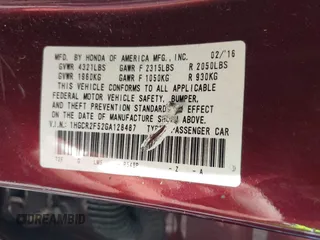 MFD. BY HONDA OF AMERICA MFG., INC. 02/16
GVWR 4321LBS GAWR F 2315LBS R 2050LBS
GVWR 1960KG GAWR F 1050KG R 930KG
THIS VEHICLE CONFORMS TO ALL APPLICABLE
FEDERAL MOTOR VEHICLE SAFETY, BUMPER,
AND THEFT PREVENTION STANDARDS IN EFFECT
ON THE DATE OF MANUFACTURE SHOWN ABOVE
V.I.N.: 1HGCR2F52GA128487 TYPE: PASSENGER CAR
- 2 - A
DREAMBID